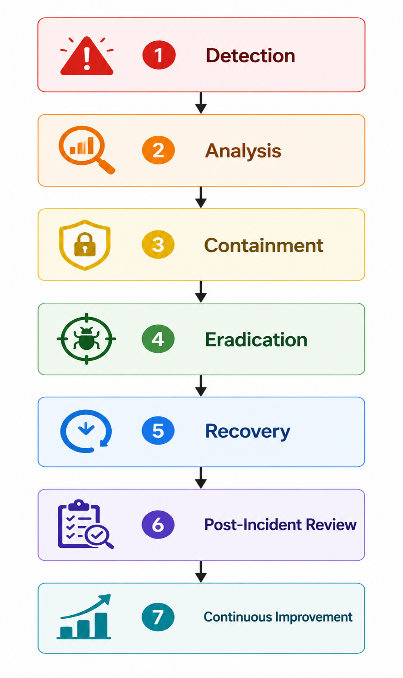 1 Detection
2 Analysis
3 Containment
4 Eradication
5 Recovery
6 Post-Incident Review
7 Continuous Improvement